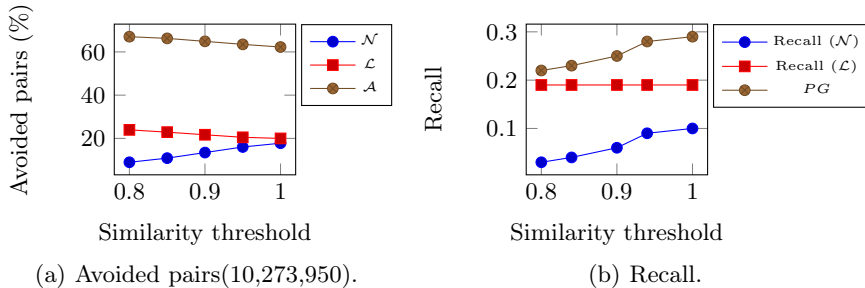 Avoided pairs (%)
60
40
20
0.8
0.9
1
Similarity threshold
𝒩
ℒ
𝒜
(a) Avoided pairs(10,273,950).
Recall
0.3
0.2
0.1
0.8
0.9
1
Similarity threshold
Recall (𝒩)
Recall (ℒ)
PG
(b) Recall.